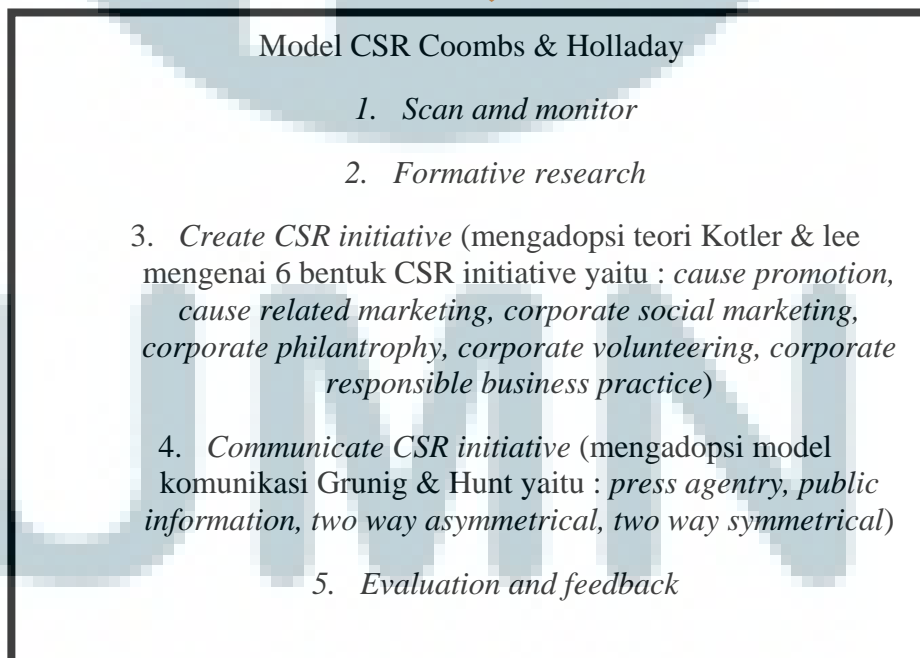 Model CSR Coombs & Holladay
1. Scan amd monitor
2. Formative research
3. Create CSR initiative (mengadopsi teori Kotler & lee
mengenai 6 bentuk CSR initiative yaitu : cause promotion,
cause related marketing, corporate social marketing,
corporate philantrophy, corporate volunteering, corporate
responsible business practice)
4. Communicate CSR initiative (mengadopsi model
komunikasi Grunig & Hunt yaitu : press agentry, public
information, two way asymmetrical, two way symmetrical)
5. Evaluation and feedback
UMN